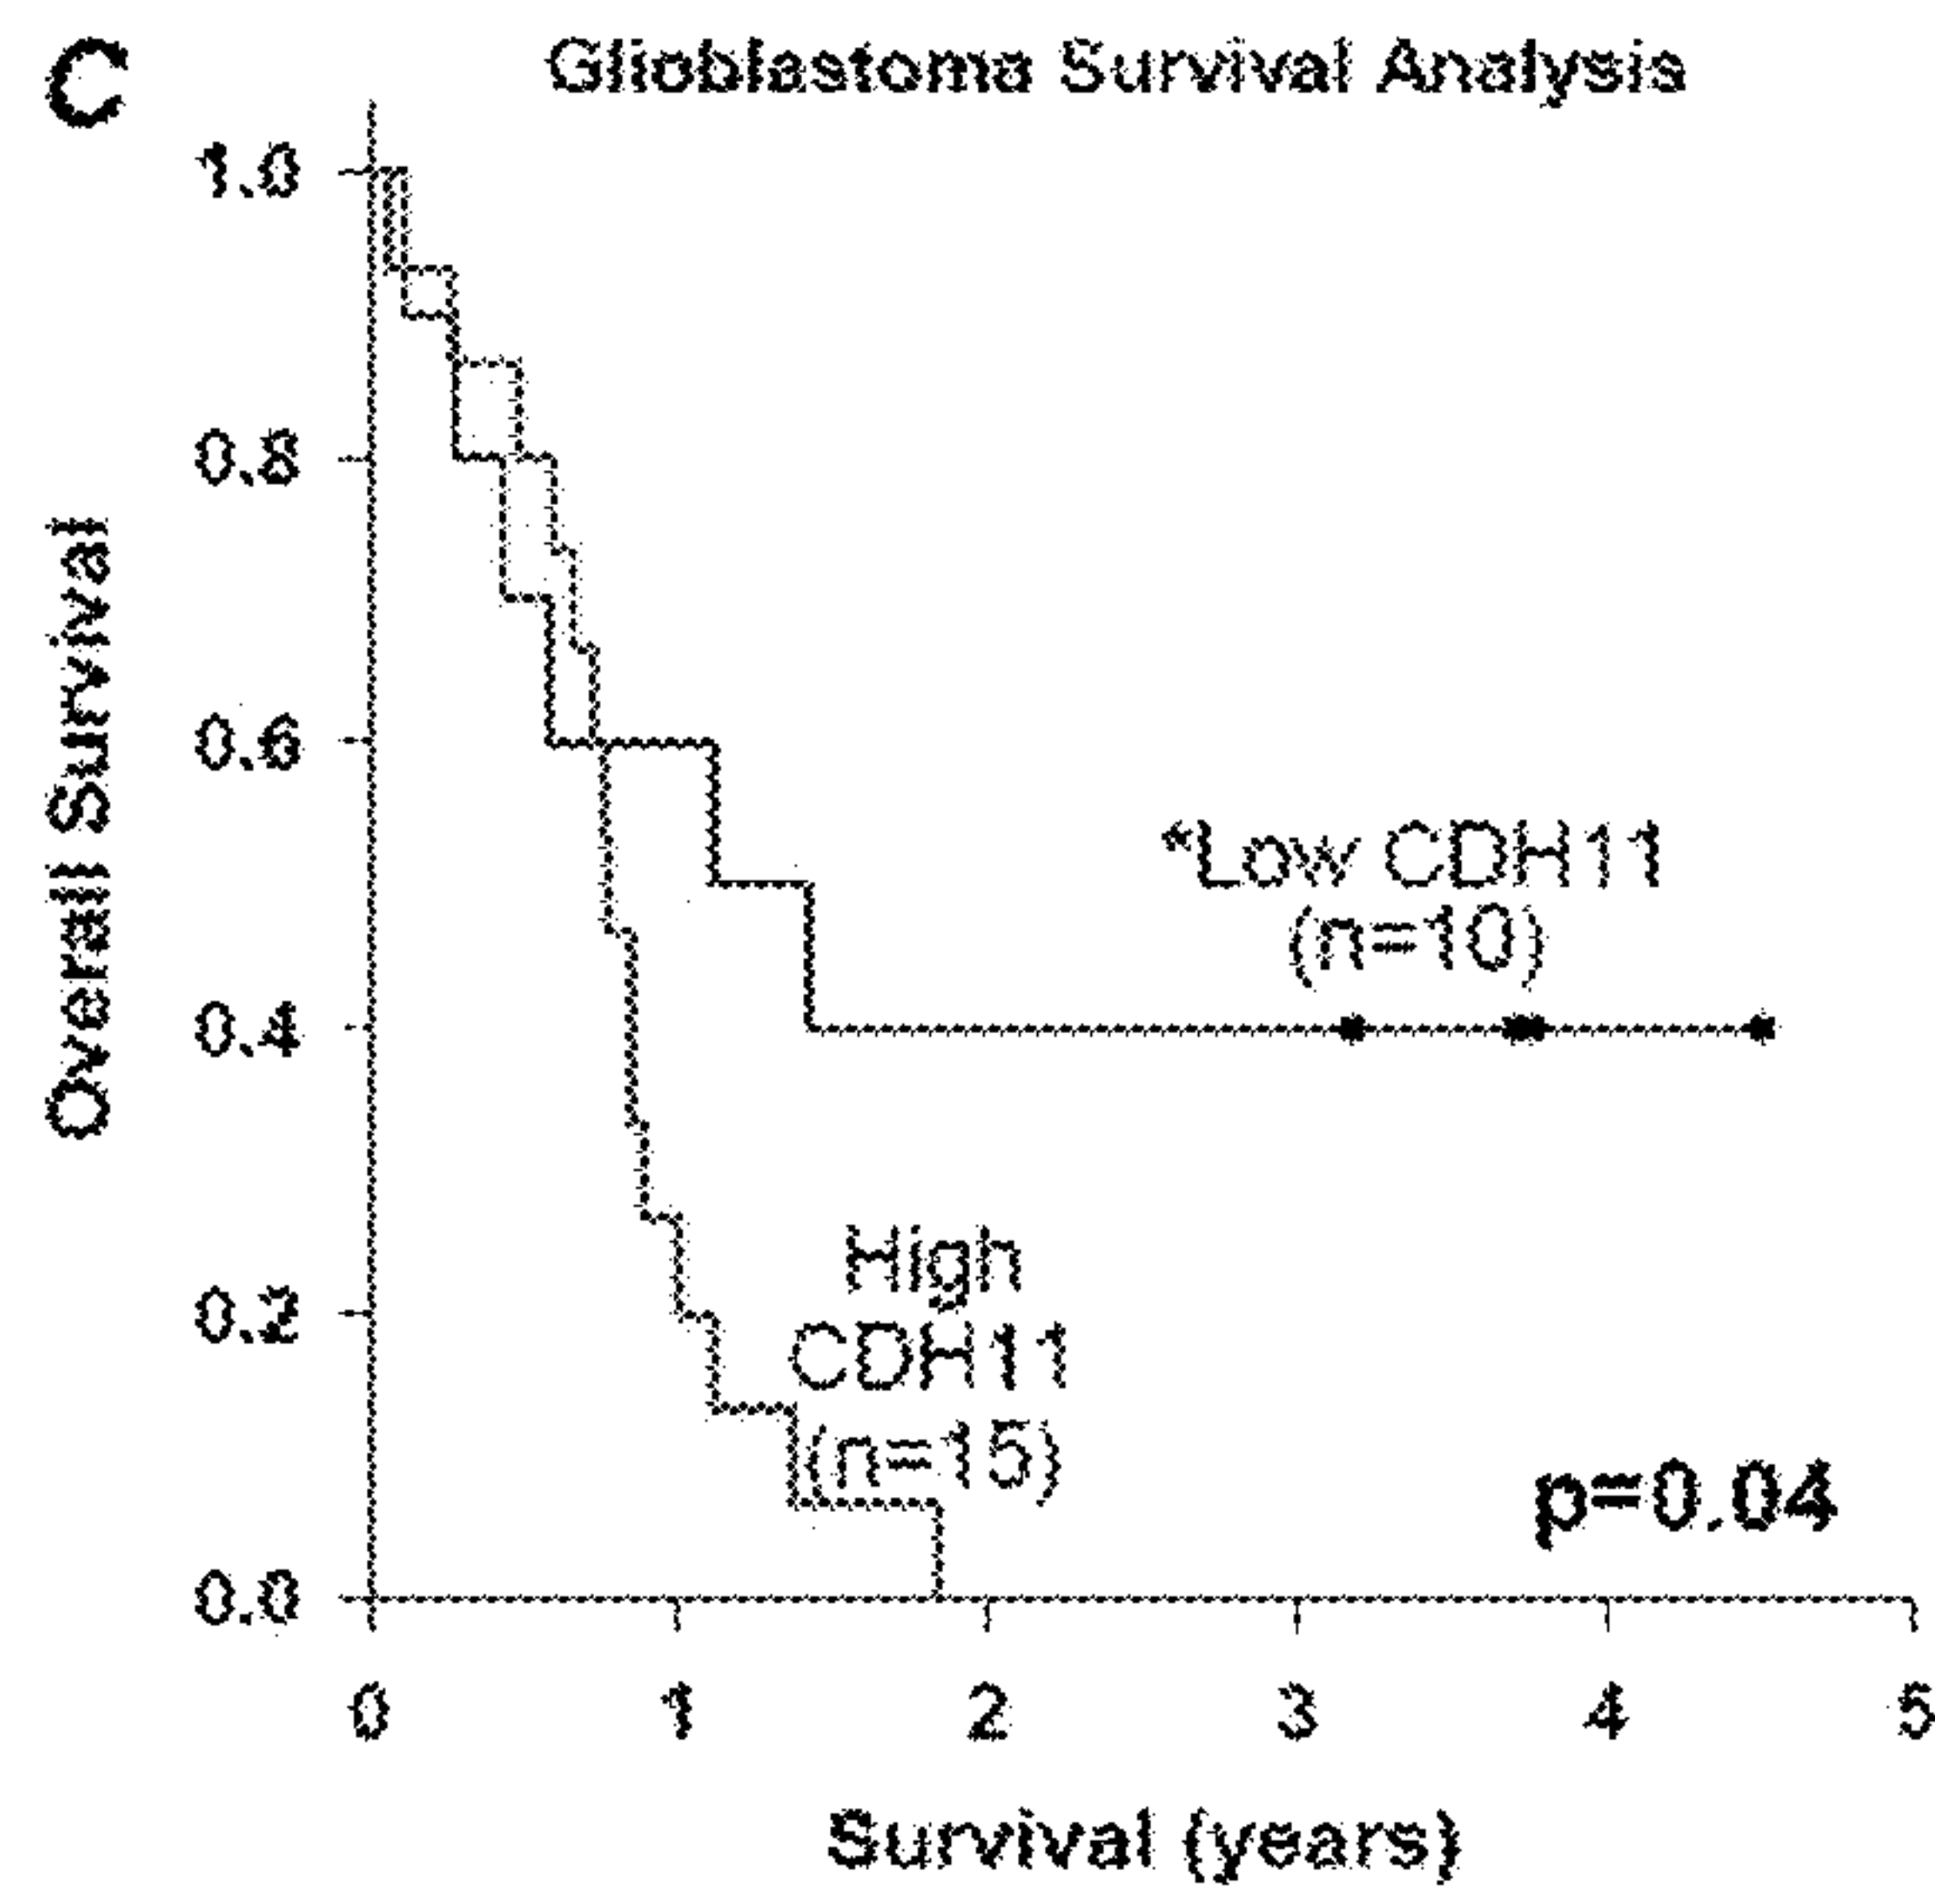 C
Glioblastoma Survival Analysis
1.0
0.8
0.6
0.4
0.2
0.0
Overall Survival
*Low CDH11
(n=10)
High
CDH11
(n=15)
p=0.04
0 1 2 3 4 5
Survival (years)